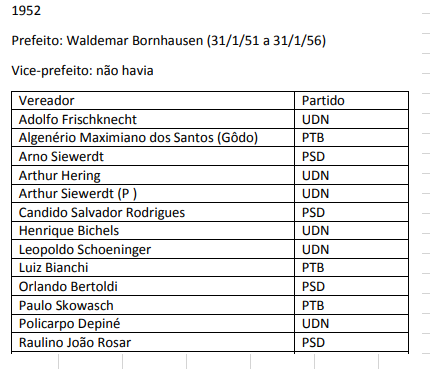 1952
Prefeito: Waldemar Bornhausen (31/1/51 a 31/1/56)
Vice-prefeito: não havia
Vereador Partido
Adolfo Frischknecht UDN
Algenério Maximiano dos Santos (Gôdo) PTB
Arno Siewerdt PSD
Arthur Hering UDN
Arthur Siewerdt (P ) UDN
Candido Salvador Rodrigues PSD
Henrique Bichels UDN
Leopoldo Schoeninger UDN
Luiz Bianchi PTB
Orlando Bertoldi PSD
Paulo Skowasch PTB
Policarpo Depiné UDN
Raulino João Rosar PSD